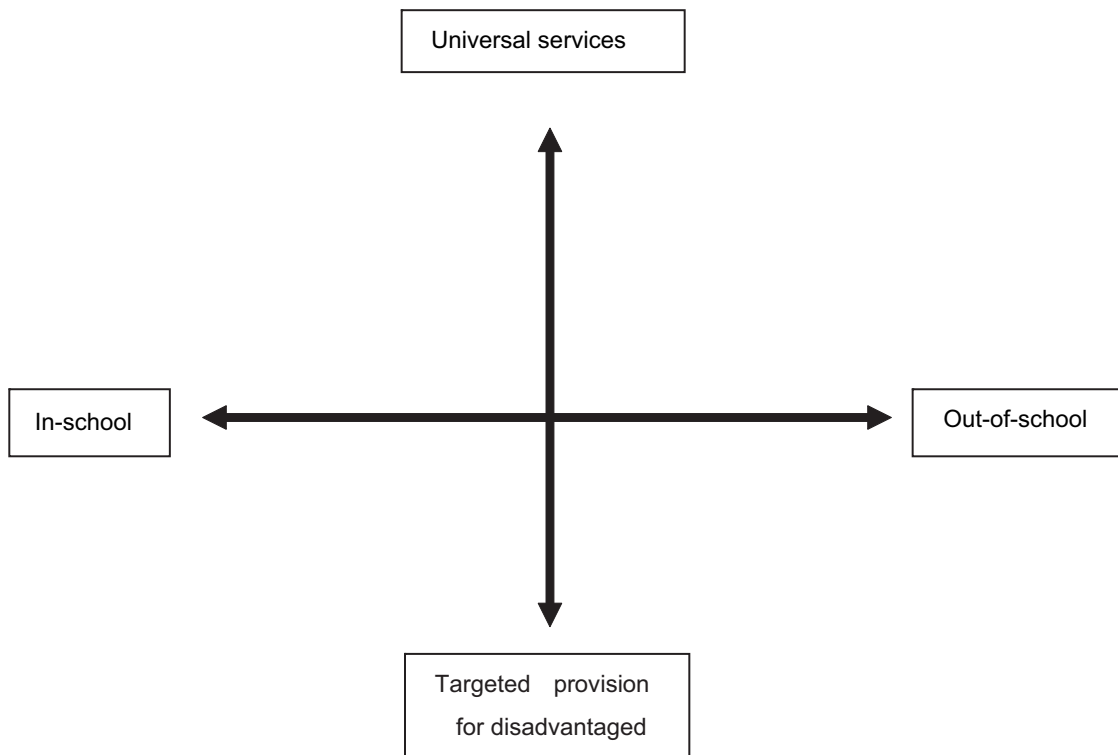 Universal services
In-school
Out-of-school
Targeted provision
for disadvantaged